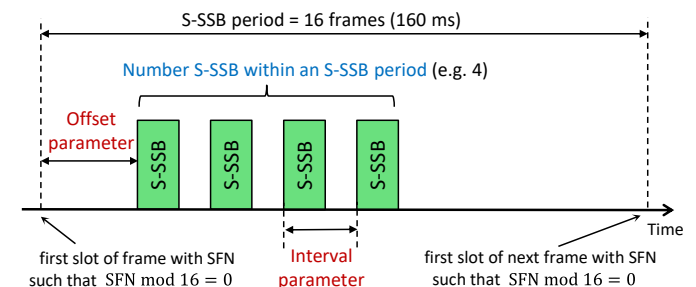 S-SSB period = 16 frames (160 ms)
Number S-SSB within an S-SSB period (e.g. 4)
Offset
parameter
S-SSB
S-SSB
S-SSB
S-SSB
Time
first slot of frame with SFN
such that SFN mod 16 = 0
Interval
parameter
first slot of next frame with SFN
such that SFN mod 16 = 0